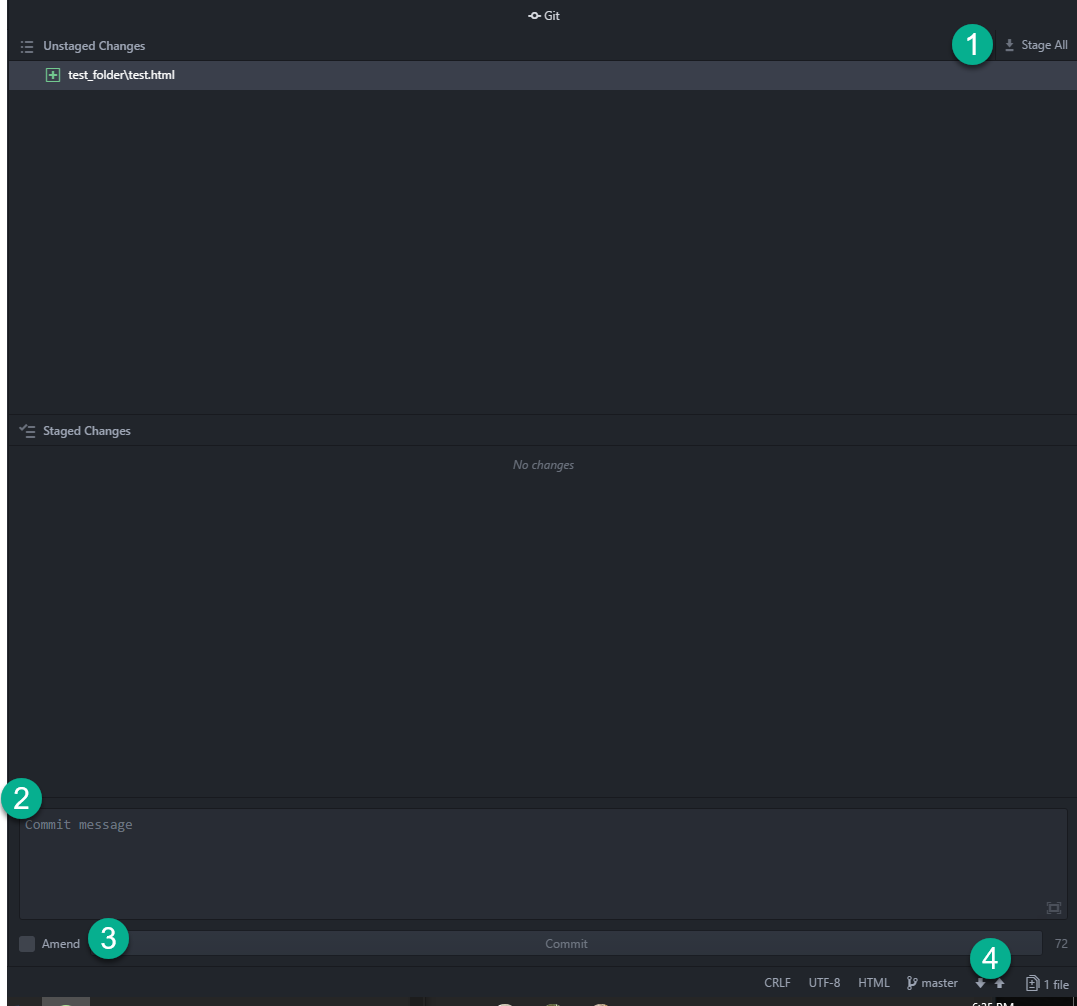 Git
Unstaged Changes
1
Stage All
test_folder\test.html
Staged Changes
No changes
2
Commit message
Amend
3
Commit
72
4
CRLF UTF-8 HTML master 1 file